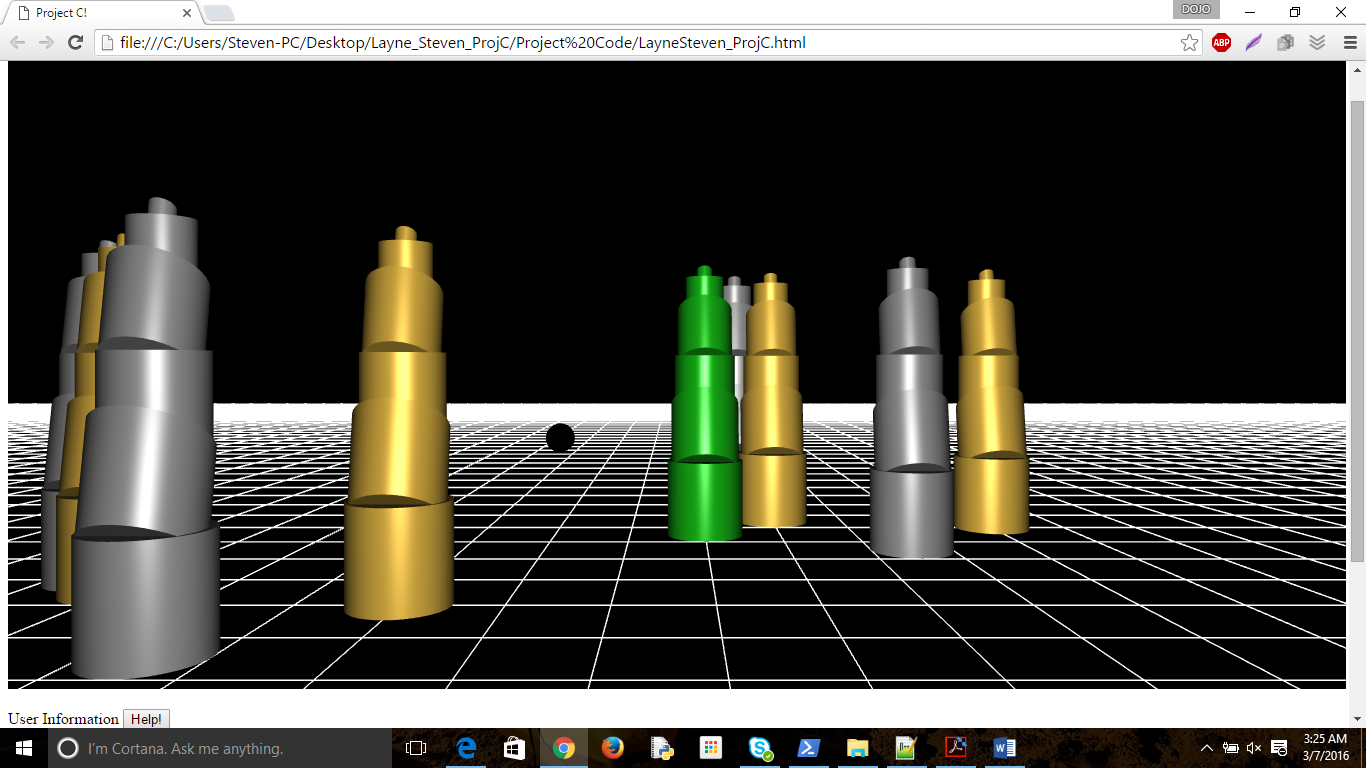 Project C!
DOJO
file:///C:/Users/Steven-PC/Desktop/Layne_Steven_ProjC/Project%20Code/LayneSteven_ProjC.html
ABP
User Information Help!
I'm Cortana. Ask me anything.
3:25 AM
3/7/2016